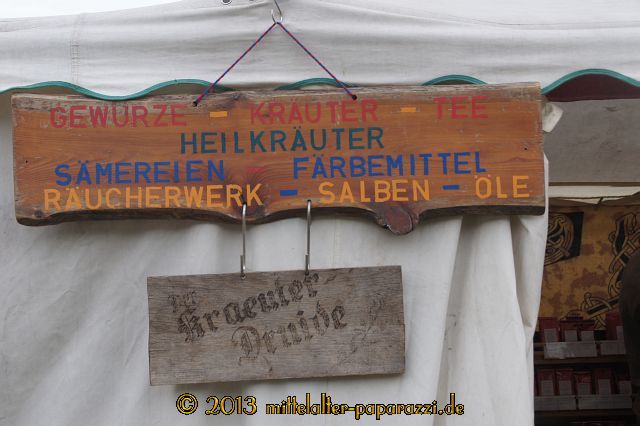 GEWÜRZE - KRÄUTER - TEE
HEILKRÄUTER
SÄMEREIEN - FÄRBEMITTEL
RÄUCHERWERK - SALBEN - ÖLE
Der
Kraeuter-
Druide
© 2013 mittelalter-paparazzi.de